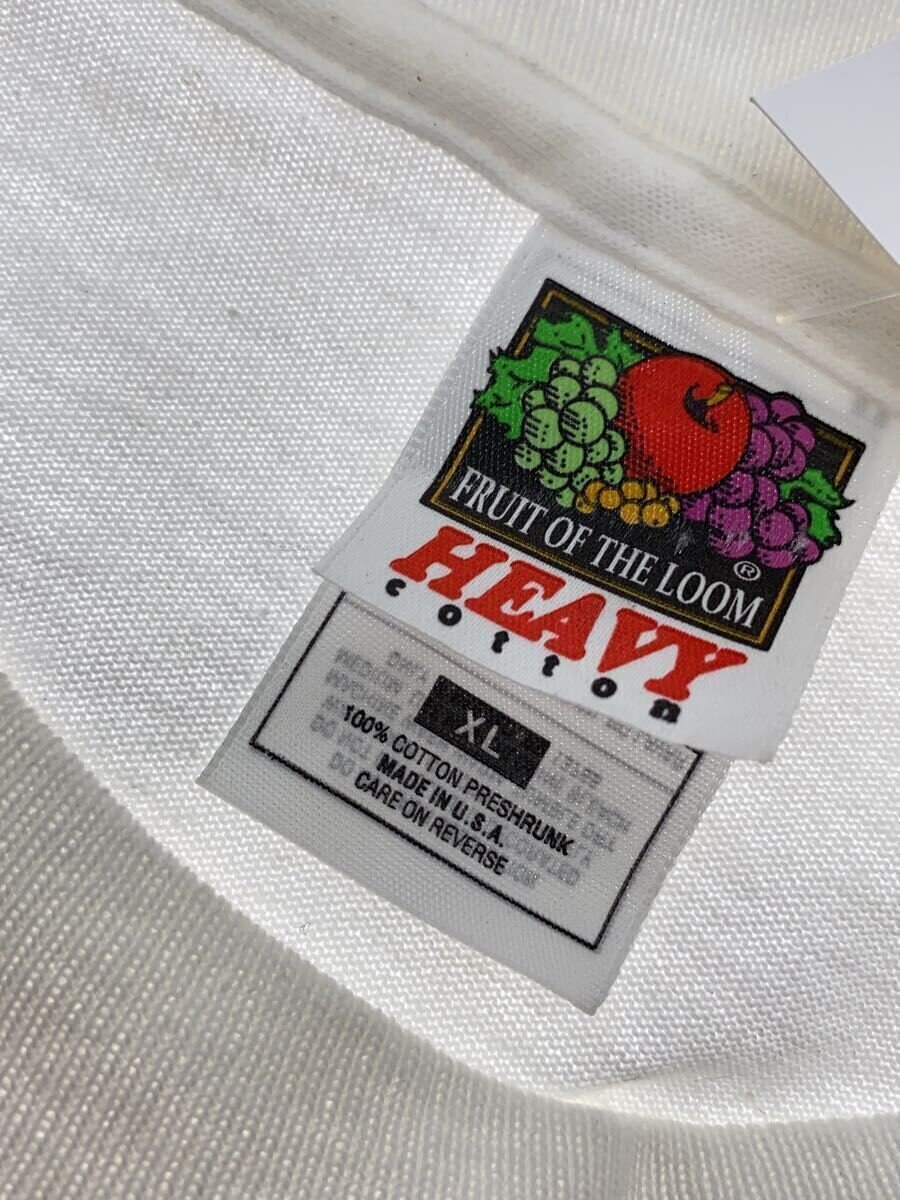 FRUIT OF THE LOOM
®
HEAVY
cotton
XL
100% COTTON PRESHRUNK
MADE IN U.S.A.
CARE ON REVERSE